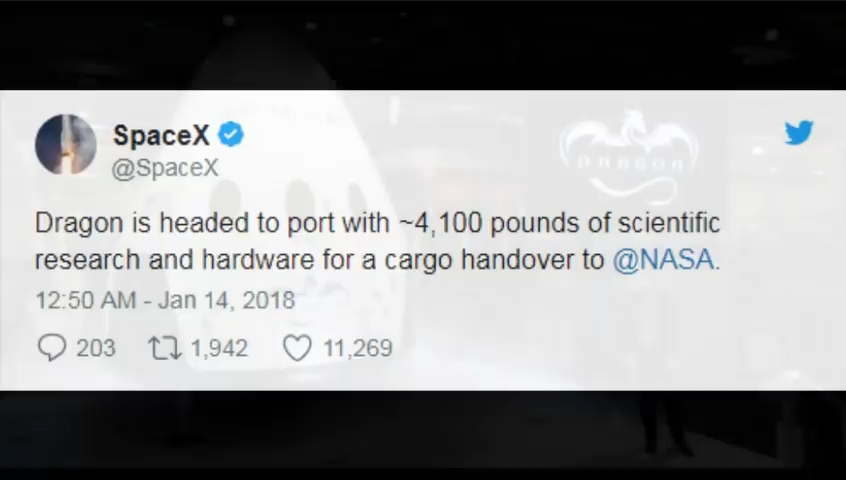 SpaceX
@SpaceX
DRAGON
Dragon is headed to port with ~4,100 pounds of scientific
research and hardware for a cargo handover to @NASA.
12:50 AM - Jan 14, 2018
203 1,942 11,269